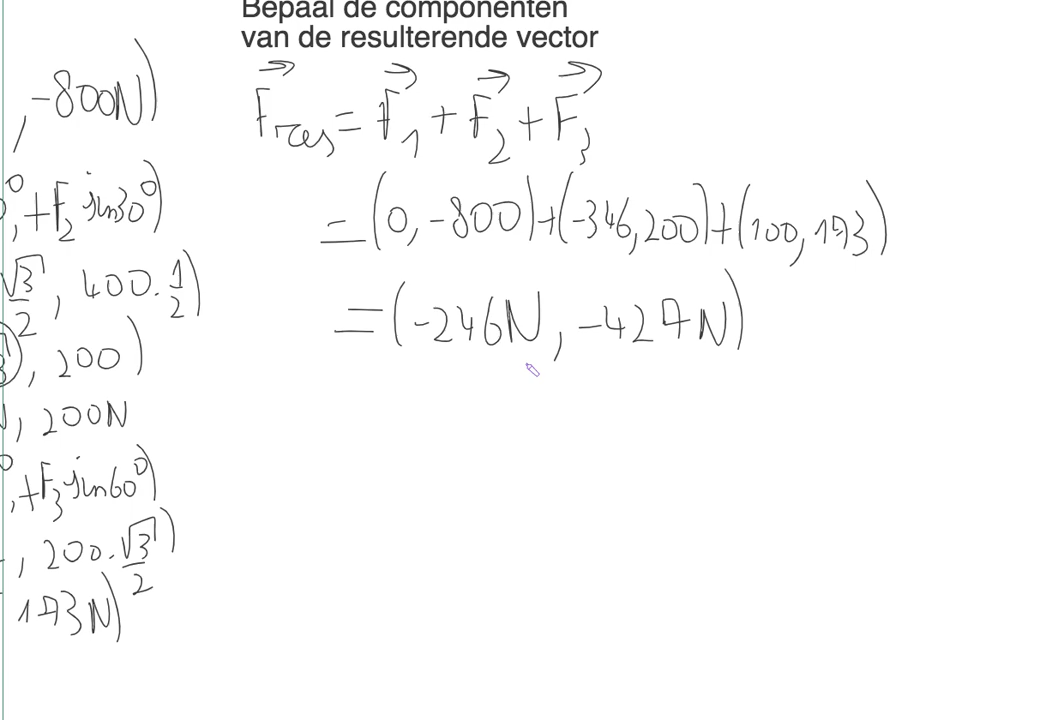 , -800N)
, +F₂ sin30°)
√3/2, 400 · 1/2)
, 200)
, 200N
, +F₃ sin60°)
, 200 · √3/2)
173N)
Bepaal de componenten
van de resulterende vector
F⃗res = F⃗₁ + F⃗₂ + F⃗₃
= (0, -800) + (-346, 200) + (100, 173)
= (-246N, -427N)